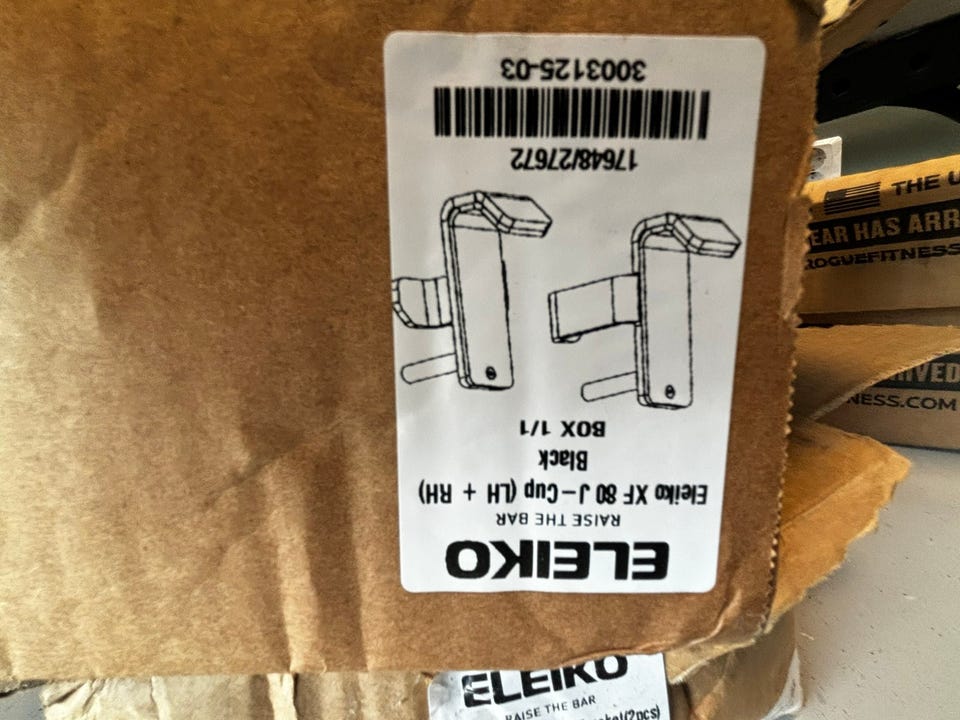 ELEIKO
RAISE THE BAR
Eleiko XF 80 J-Cup (LH + RH)
Black
BOX 1/1
17648/27672
3003125-03
THE U
EAR HAS ARR
ROGUEFITNESS
RIVED
NESS.COM
ELEIKO
RAISE THE BAR
(2pcs)